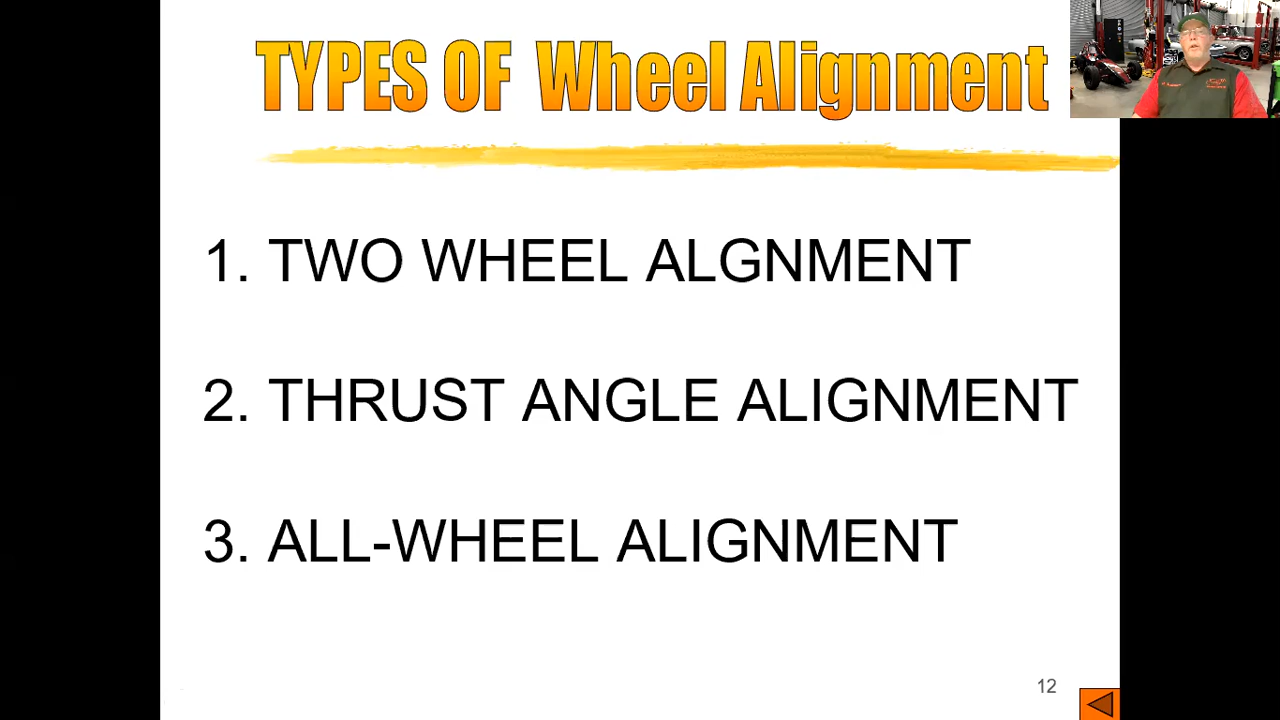 TYPES OF Wheel Alignment
1. TWO WHEEL ALGNMENT
2. THRUST ANGLE ALIGNMENT
3. ALL-WHEEL ALIGNMENT
12